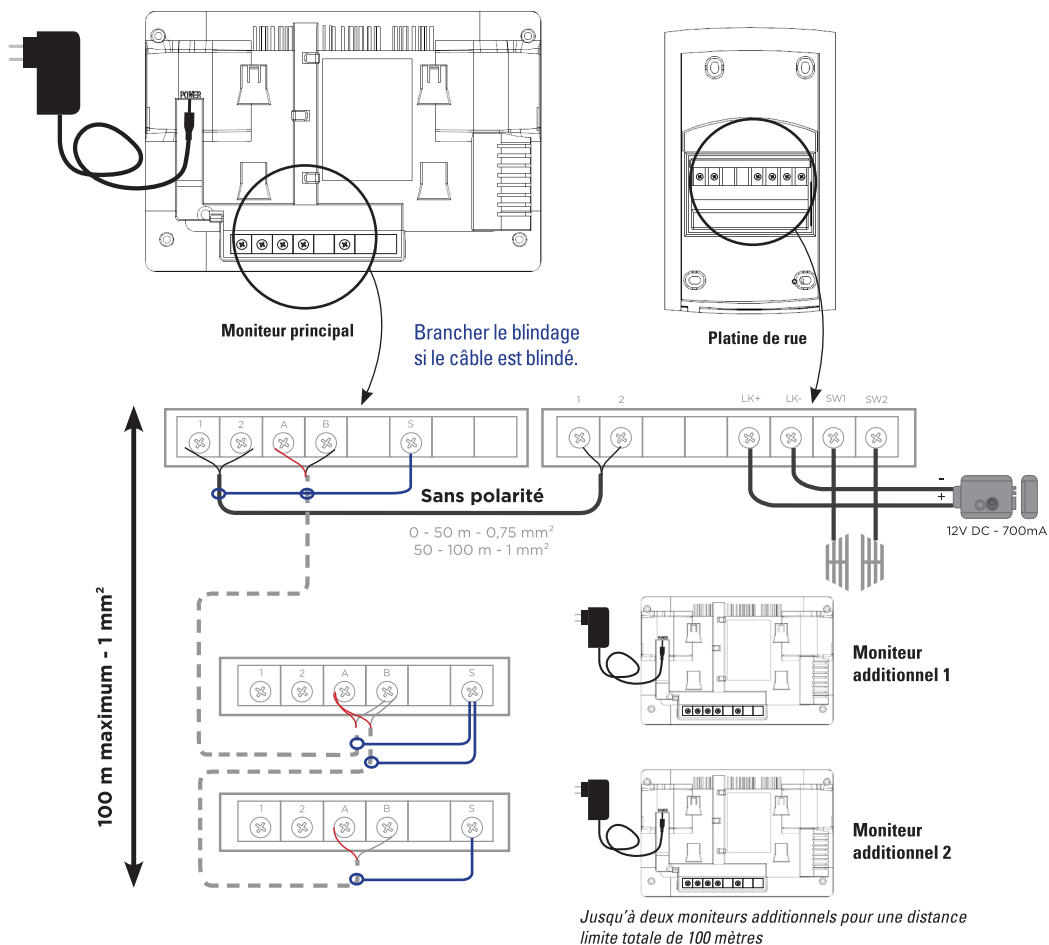 POWER
Moniteur principal
Brancher le blindage
si le câble est blindé.
Platine de rue
1 2 A B S
1 2 LK+ LK- SW1 SW2
Sans polarité
0 - 50 m - 0,75 mm²
50 - 100 m - 1 mm²
-
+
12V DC - 700mA
100 m maximum - 1 mm²
1 2 A B S
POWER
Moniteur
additionnel 1
1 2 A B S
POWER
Moniteur
additionnel 2
Jusqu'à deux moniteurs additionnels pour une distance
limite totale de 100 mètres